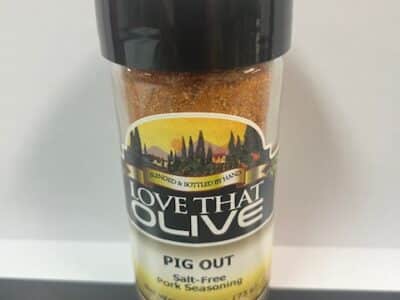 BLENDED & BOTTLED BY HAND
LOVE THAT
OLIVE
PIG OUT
Salt-Free
Pork Seasoning